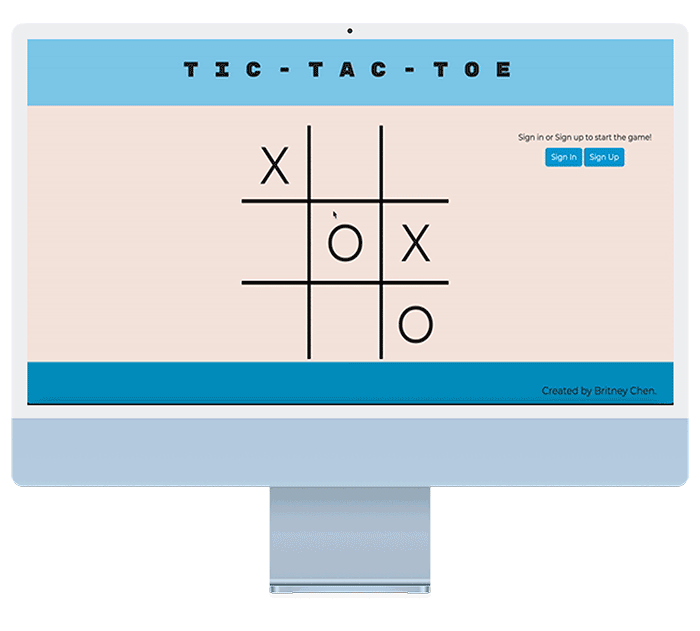 TIC-TAC-TOE
Sign in or Sign up to start the game!
Sign In Sign Up
X
O X
O
Created by Britney Chen.